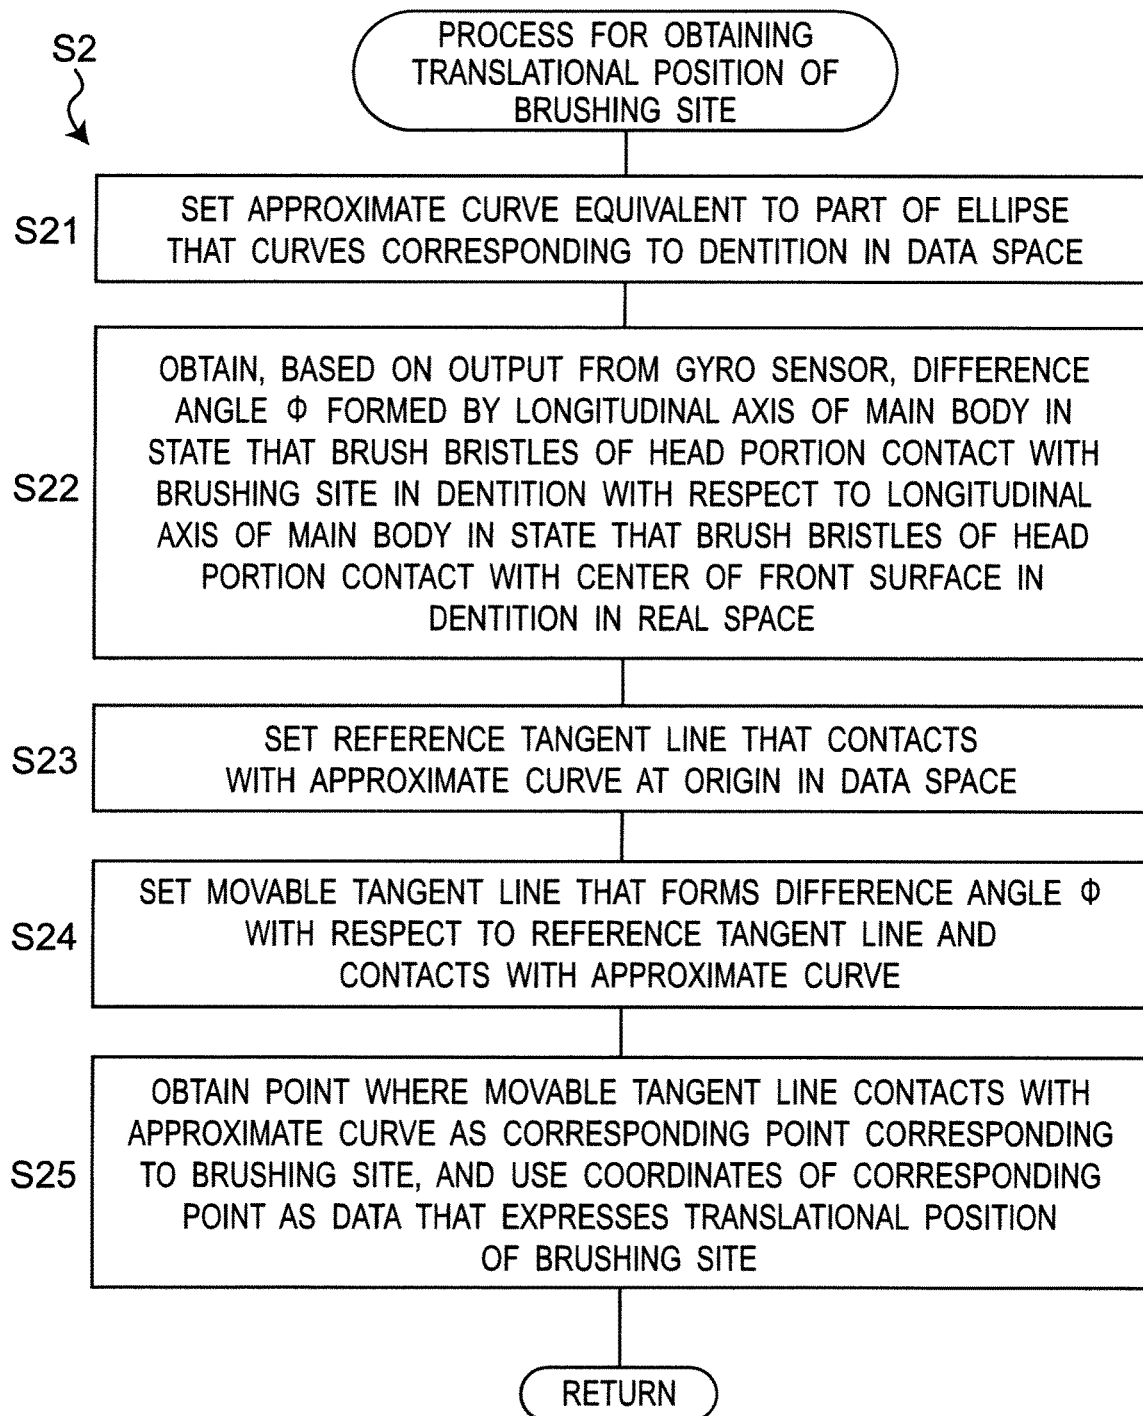 S2
PROCESS FOR OBTAINING
TRANSLATIONAL POSITION OF
BRUSHING SITE
S21
SET APPROXIMATE CURVE EQUIVALENT TO PART OF ELLIPSE
THAT CURVES CORRESPONDING TO DENTITION IN DATA SPACE
S22
OBTAIN, BASED ON OUTPUT FROM GYRO SENSOR, DIFFERENCE
ANGLE Φ FORMED BY LONGITUDINAL AXIS OF MAIN BODY IN
STATE THAT BRUSH BRISTLES OF HEAD PORTION CONTACT WITH
BRUSHING SITE IN DENTITION WITH RESPECT TO LONGITUDINAL
AXIS OF MAIN BODY IN STATE THAT BRUSH BRISTLES OF HEAD
PORTION CONTACT WITH CENTER OF FRONT SURFACE IN
DENTITION IN REAL SPACE
S23
SET REFERENCE TANGENT LINE THAT CONTACTS
WITH APPROXIMATE CURVE AT ORIGIN IN DATA SPACE
S24
SET MOVABLE TANGENT LINE THAT FORMS DIFFERENCE ANGLE Φ
WITH RESPECT TO REFERENCE TANGENT LINE AND
CONTACTS WITH APPROXIMATE CURVE
S25
OBTAIN POINT WHERE MOVABLE TANGENT LINE CONTACTS WITH
APPROXIMATE CURVE AS CORRESPONDING POINT CORRESPONDING
TO BRUSHING SITE, AND USE COORDINATES OF CORRESPONDING
POINT AS DATA THAT EXPRESSES TRANSLATIONAL POSITION
OF BRUSHING SITE
RETURN